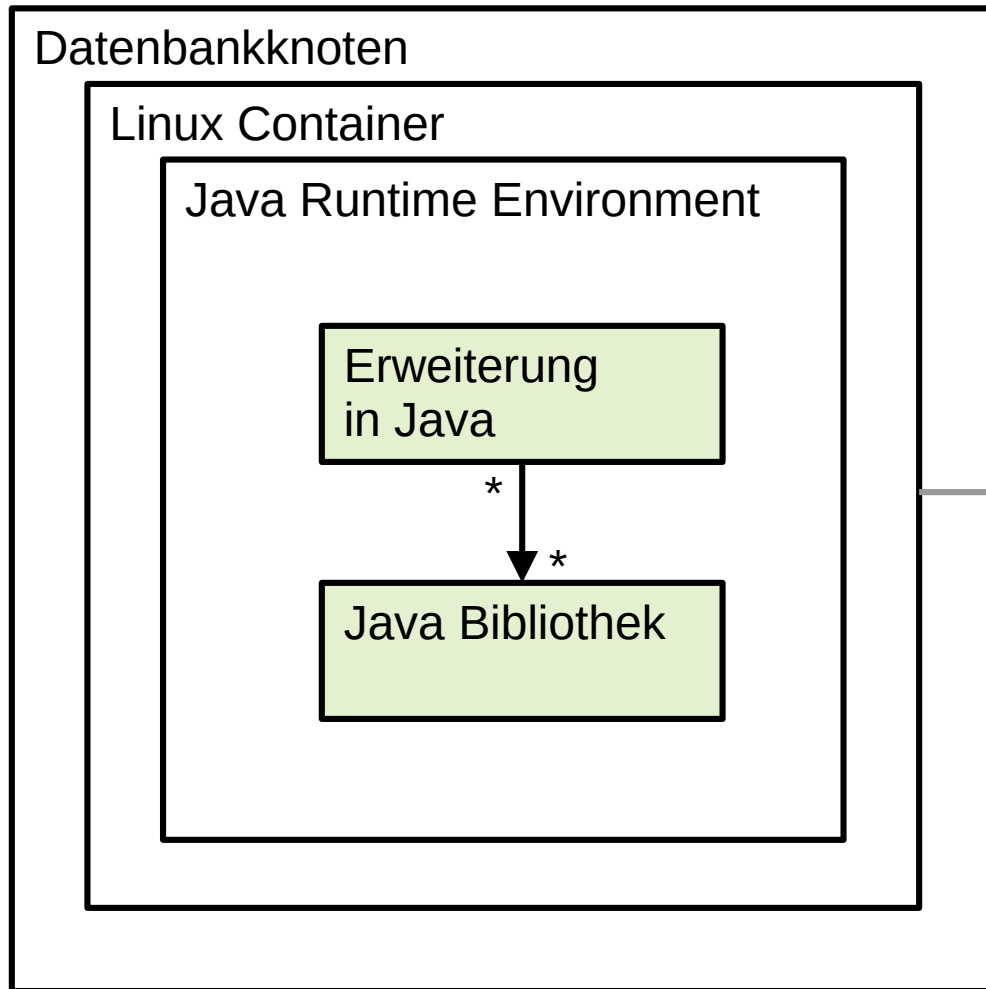 Datenbankknoten
Linux Container
Java Runtime Environment
Erweiterung
in Java
*
*
Java Bibliothek